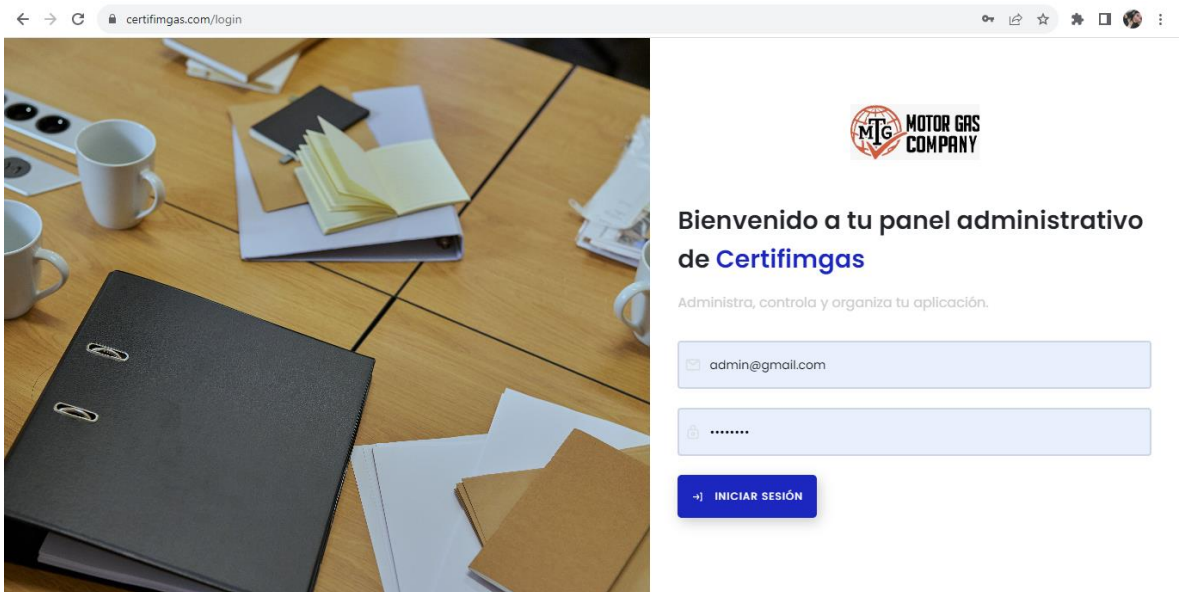 certifimgas.com/login
MTG MOTOR GAS
COMPANY
Bienvenido a tu panel administrativo
de Certifimgas
Administra, controla y organiza tu aplicación.
admin@gmail.com
••••••••
INICIAR SESIÓN